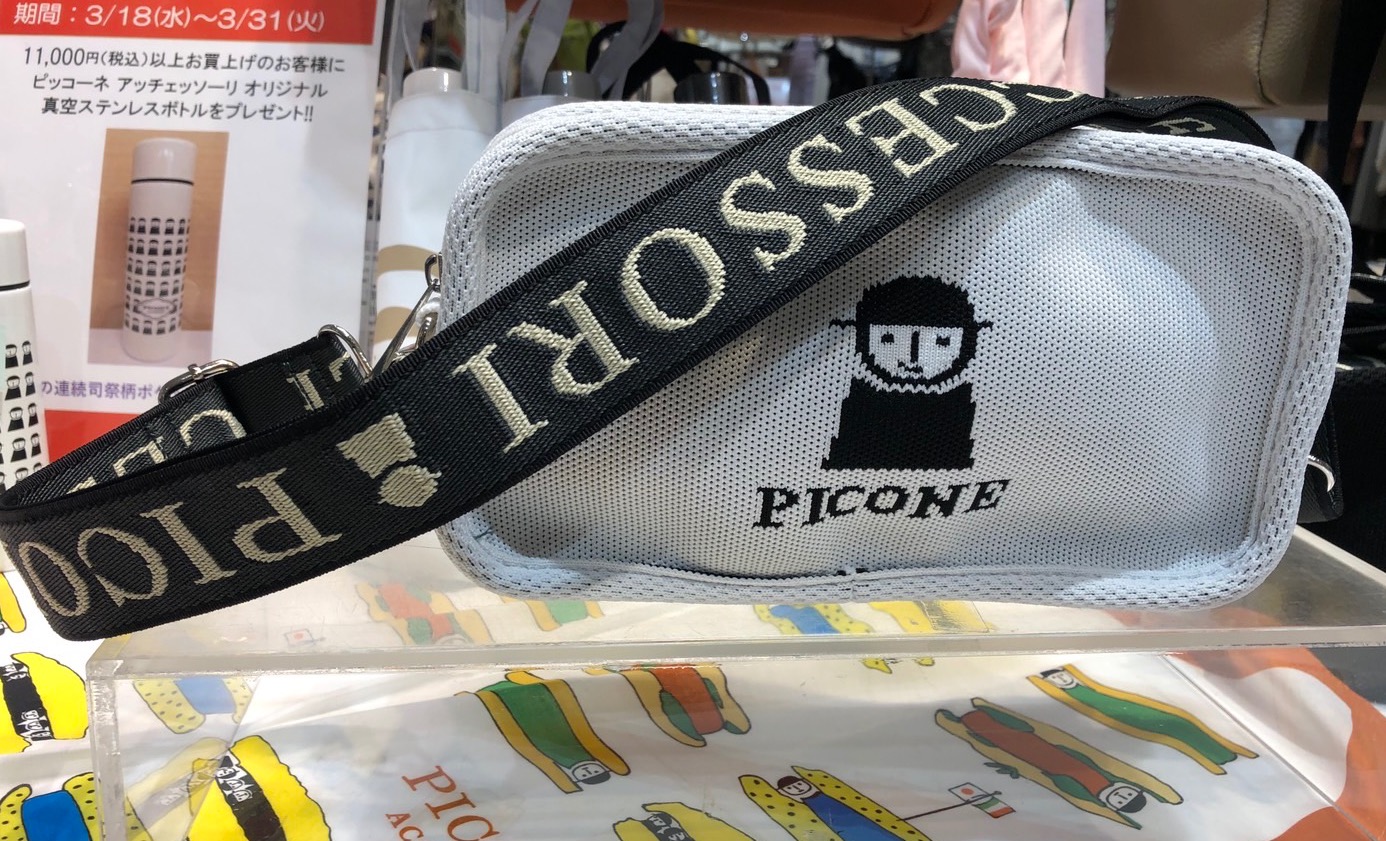 期間：3/18(水)～3/31(火)
11,000円(税込)以上お買上げのお客様に
ピッコーネ アッチェッソーリ オリジナル
真空ステンレスボトルをプレゼント!!
の連続司祭柄ポケ
CCESSORI
PICO
PICONE
PIC
AC